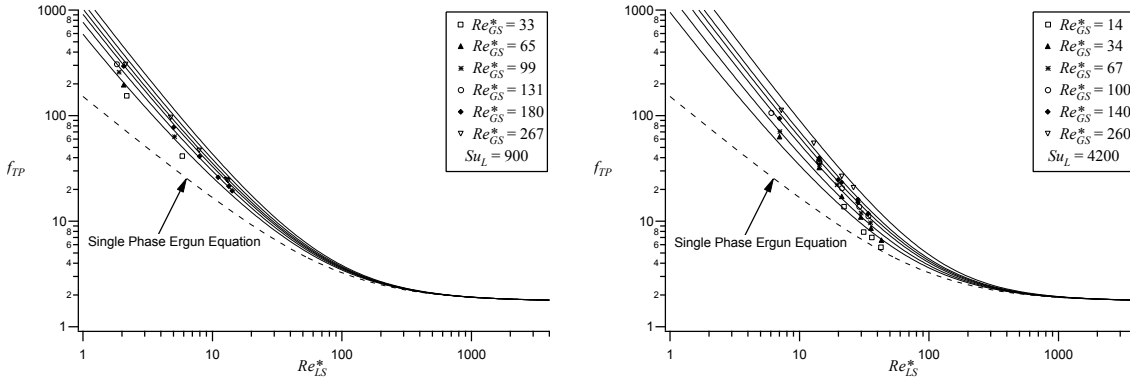 1000
8
6
4
2
100
8
6
4
2
10
8
6
4
2
1
f_TP
1
10
100
1000
Re*_LS
Single Phase Ergun Equation
Re*_GS = 33
Re*_GS = 65
Re*_GS = 99
Re*_GS = 131
Re*_GS = 180
Re*_GS = 267
Su_L = 900
1000
8
6
4
2
100
8
6
4
2
10
8
6
4
2
1
f_TP
1
10
100
1000
Re*_LS
Single Phase Ergun Equation
Re*_GS = 14
Re*_GS = 34
Re*_GS = 67
Re*_GS = 100
Re*_GS = 140
Re*_GS = 260
Su_L = 4200